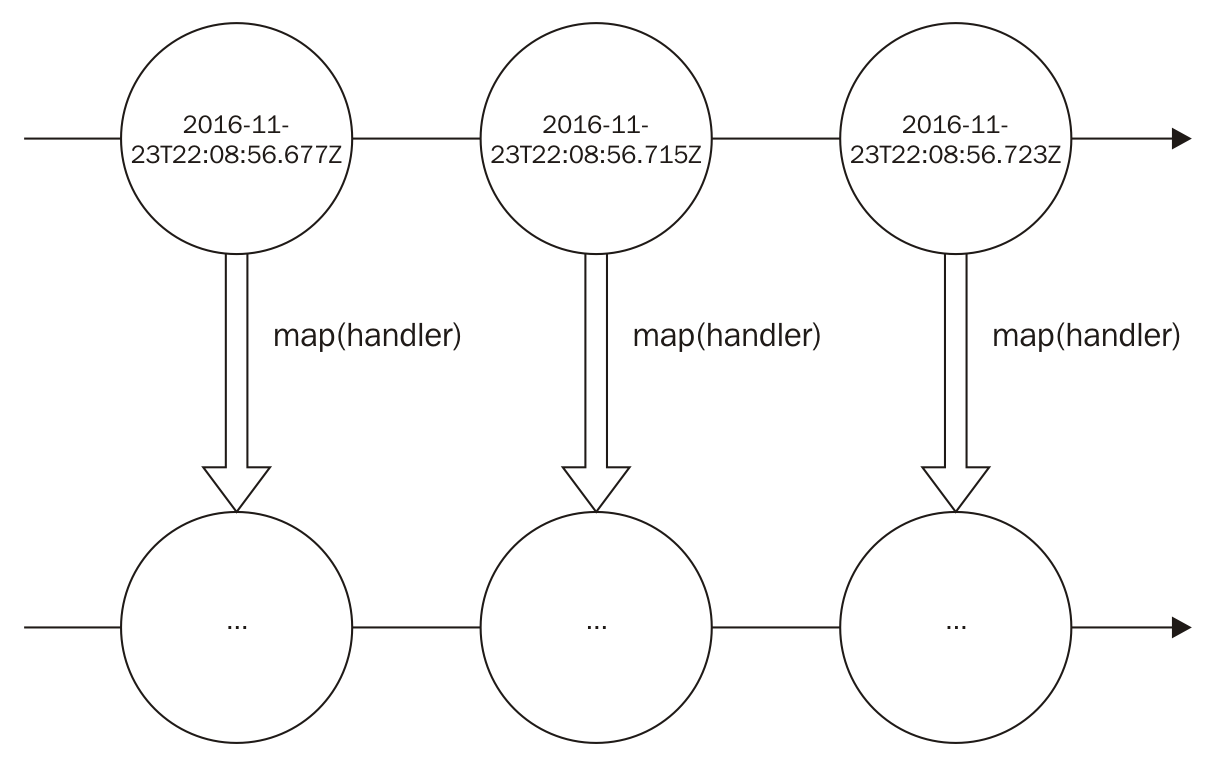 2016-11-
23T22:08:56.677Z
2016-11-
23T22:08:56.715Z
2016-11-
23T22:08:56.723Z
map(handler)
map(handler)
map(handler)
...
...
...